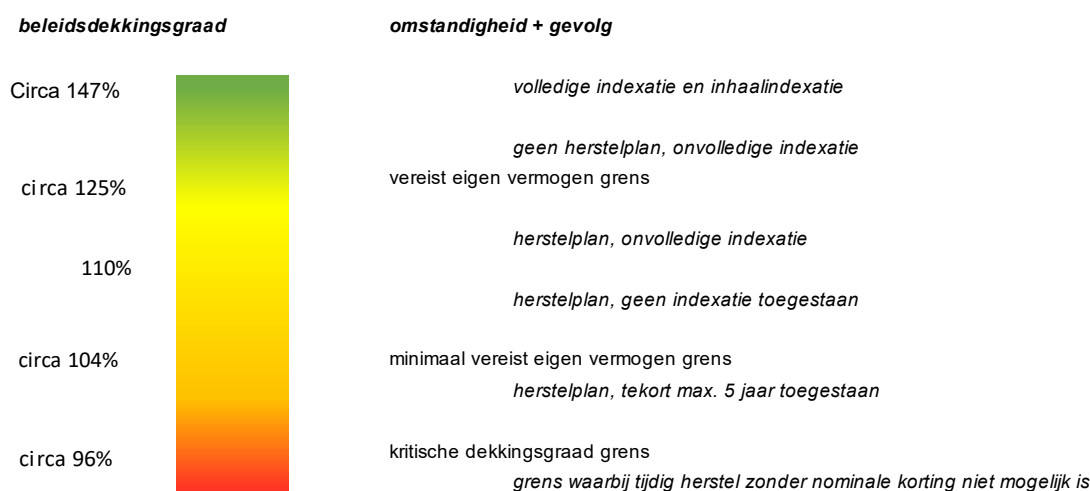 beleidsdekkingsgraad omstandigheid + gevolg
Circa 147% volledige indexatie en inhaalindexatie
geen herstelplan, onvolledige indexatie
circa 125% vereist eigen vermogen grens
herstelplan, onvolledige indexatie
110%
herstelplan, geen indexatie toegestaan
circa 104% minimaal vereist eigen vermogen grens
herstelplan, tekort max. 5 jaar toegestaan
circa 96% kritische dekkingsgraad grens
grens waarbij tijdig herstel zonder nominale korting niet mogelijk is